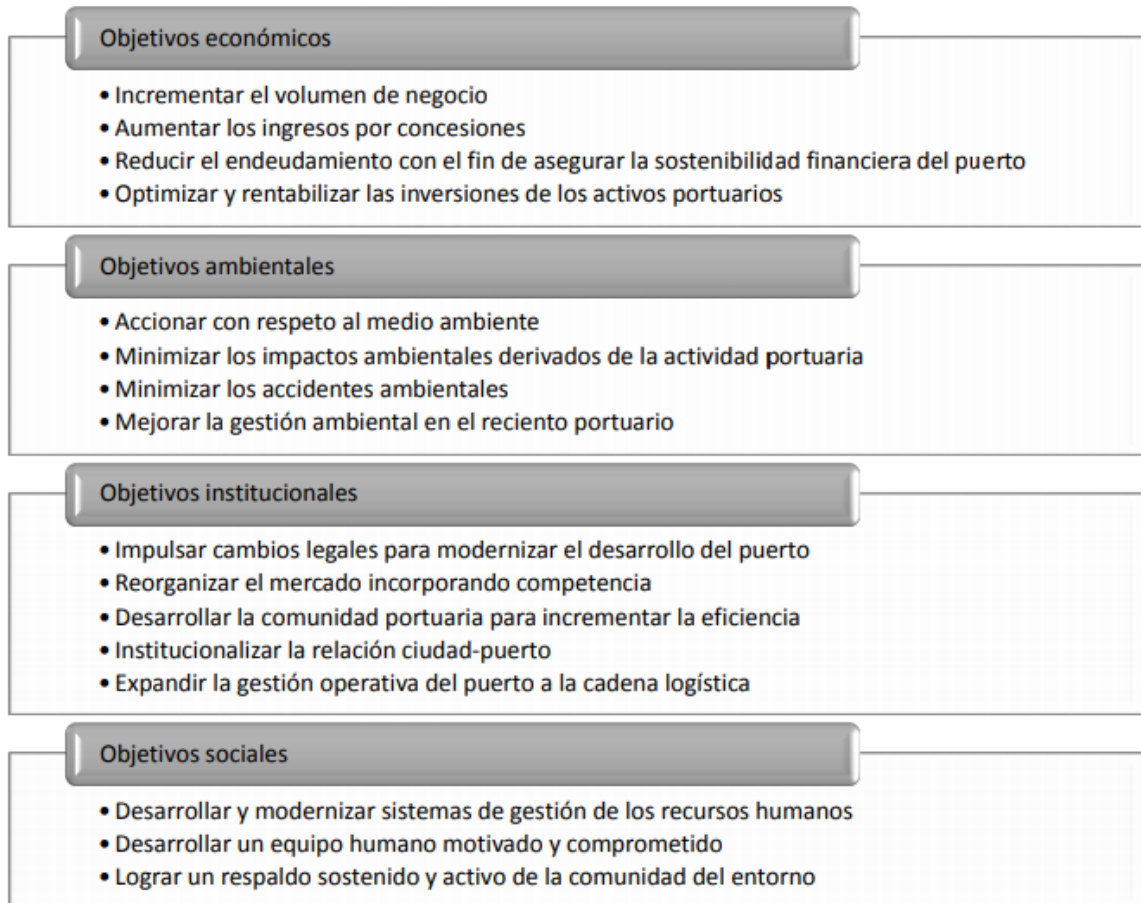 Objetivos económicos
• Incrementar el volumen de negocio
• Aumentar los ingresos por concesiones
• Reducir el endeudamiento con el fin de asegurar la sostenibilidad financiera del puerto
• Optimizar y rentabilizar las inversiones de los activos portuarios
Objetivos ambientales
• Accionar con respeto al medio ambiente
• Minimizar los impactos ambientales derivados de la actividad portuaria
• Minimizar los accidentes ambientales
• Mejorar la gestión ambiental en el reciento portuario
Objetivos institucionales
• Impulsar cambios legales para modernizar el desarrollo del puerto
• Reorganizar el mercado incorporando competencia
• Desarrollar la comunidad portuaria para incrementar la eficiencia
• Institucionalizar la relación ciudad-puerto
• Expandir la gestión operativa del puerto a la cadena logística
Objetivos sociales
• Desarrollar y modernizar sistemas de gestión de los recursos humanos
• Desarrollar un equipo humano motivado y comprometido
• Lograr un respaldo sostenido y activo de la comunidad del entorno